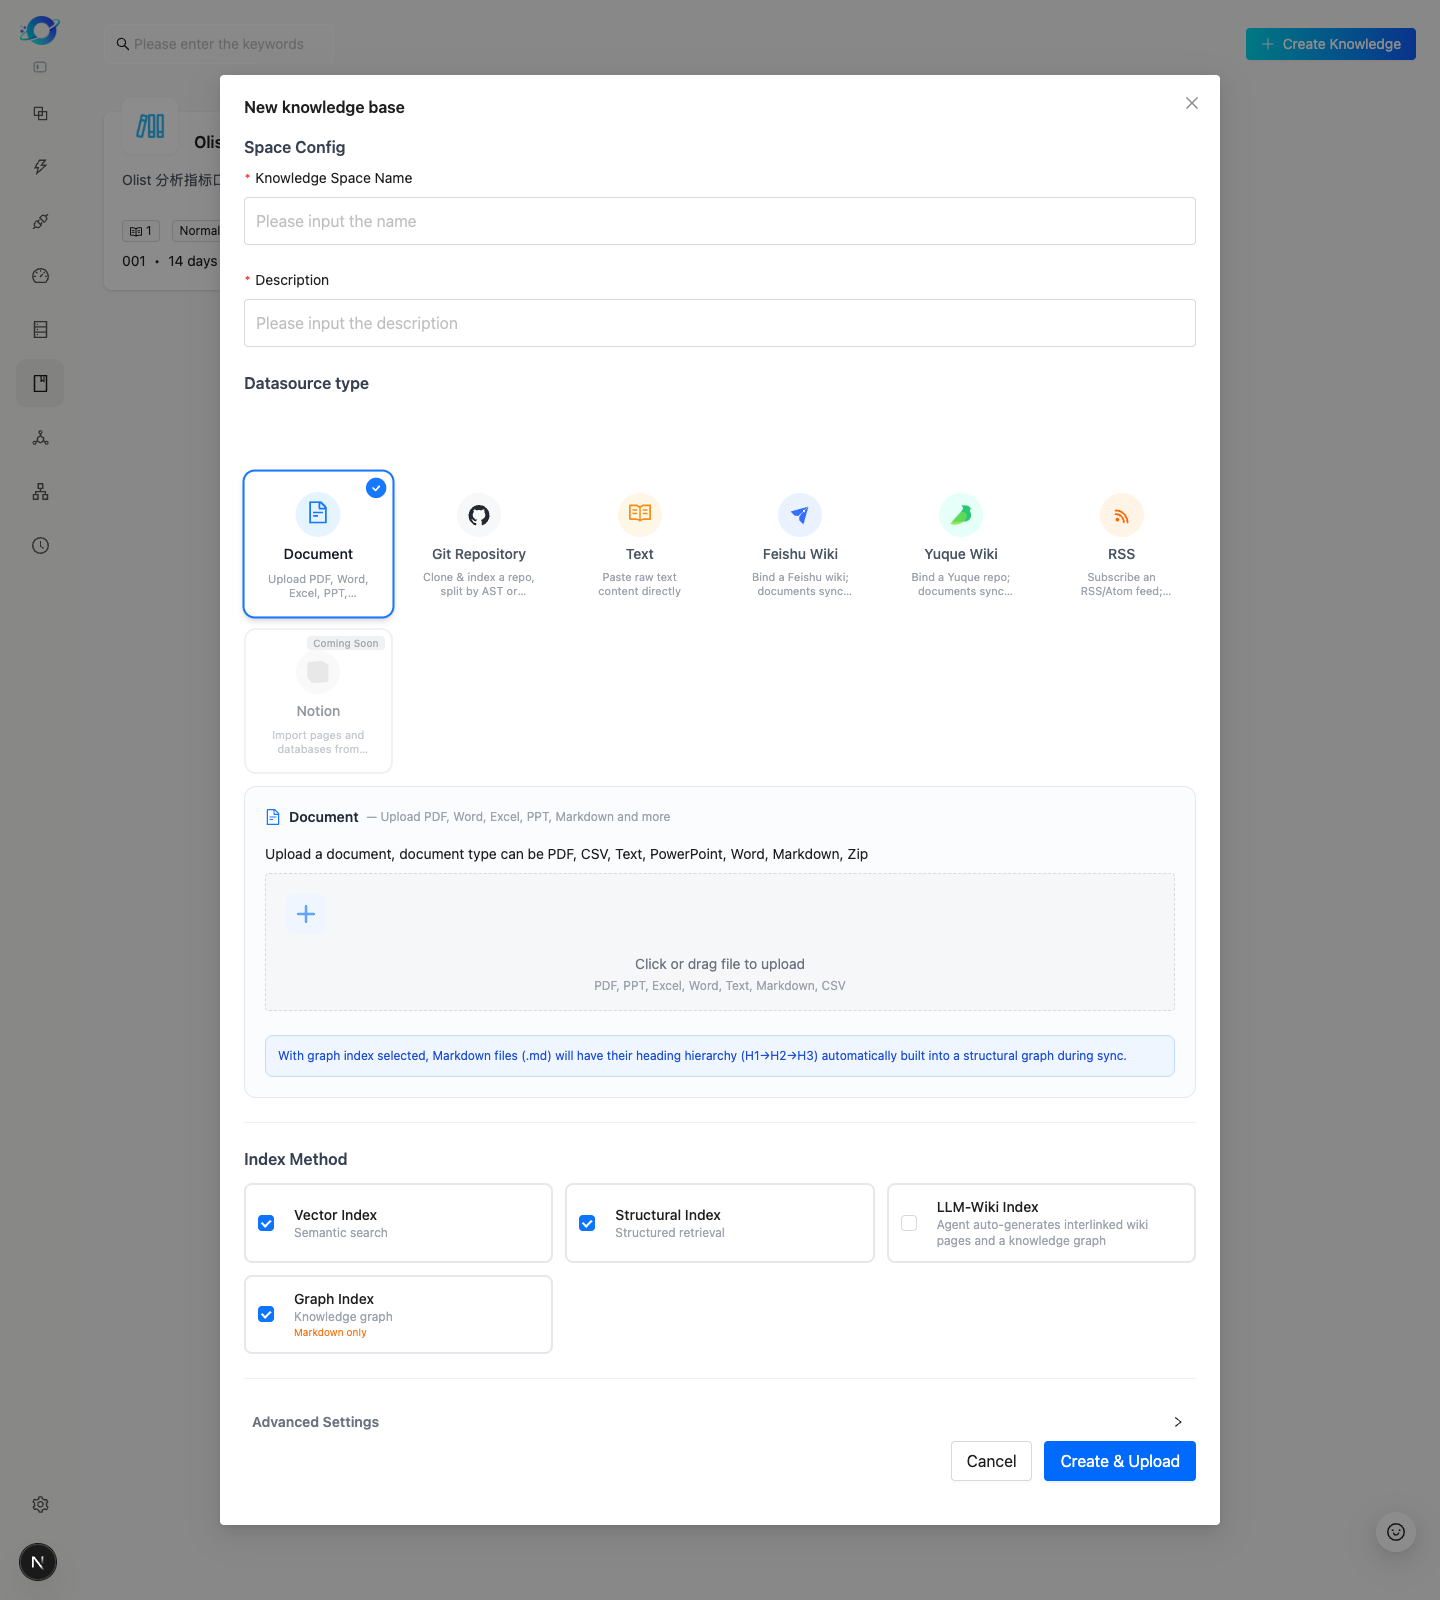 Please enter the keywords
Create Knowledge
Olis
Olist 分析指标口
1
Normal
001 • 14 days
New knowledge base
Space Config
* Knowledge Space Name
Please input the name
* Description
Please input the description
Datasource type
Document
Upload PDF, Word,
Excel, PPT,...
Git Repository
Clone & index a repo,
split by AST or...
Text
Paste raw text
content directly
Feishu Wiki
Bind a Feishu wiki;
documents sync...
Yuque Wiki
Bind a Yuque repo;
documents sync...
RSS
Subscribe an
RSS/Atom feed;...
Coming Soon
Notion
Import pages and
databases from...
Document — Upload PDF, Word, Excel, PPT, Markdown and more
Upload a document, document type can be PDF, CSV, Text, PowerPoint, Word, Markdown, Zip
Click or drag file to upload
PDF, PPT, Excel, Word, Text, Markdown, CSV
With graph index selected, Markdown files (.md) will have their heading hierarchy (H1→H2→H3) automatically built into a structural graph during sync.
Index Method
Vector Index
Semantic search
Structural Index
Structured retrieval
LLM-Wiki Index
Agent auto-generates interlinked wiki
pages and a knowledge graph
Graph Index
Knowledge graph
Markdown only
Advanced Settings
Cancel
Create & Upload
N